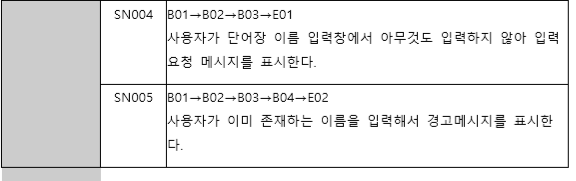 SN004 B01→B02→B03→E01
사용자가 단어장 이름 입력창에서 아무것도 입력하지 않아 입력
요청 메시지를 표시한다.
SN005 B01→B02→B03→B04→E02
사용자가 이미 존재하는 이름을 입력해서 경고메시지를 표시한
다.